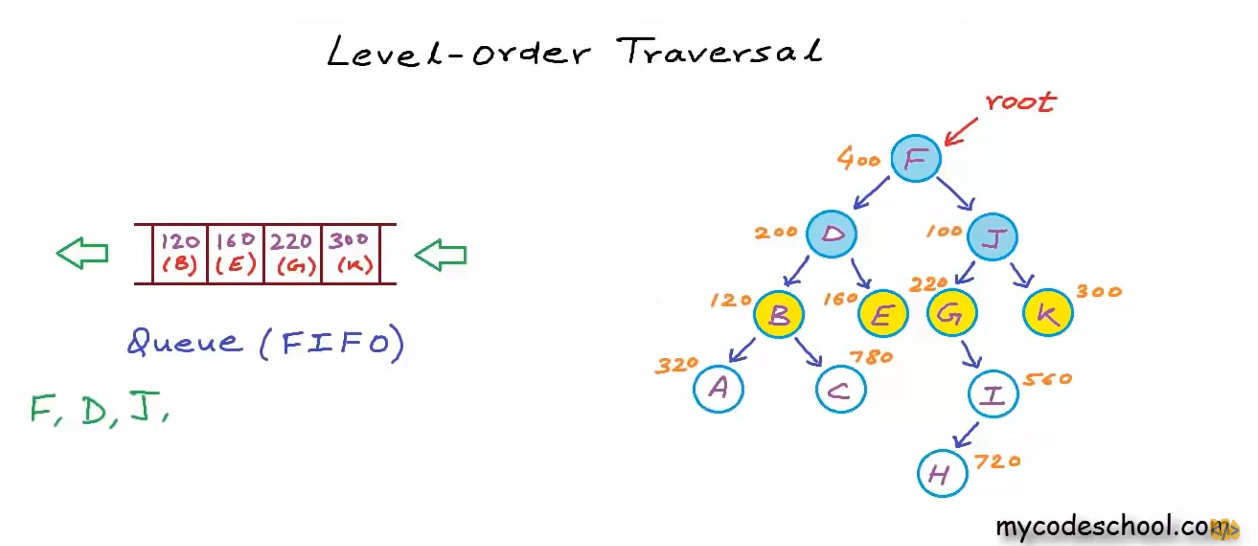 Level-order Traversal
root
400 F
200 D 100 J
120 160 220 300
(B) (E) (G) (K)
120 B 160 E 220 G K 300
Queue (FIFO)
320 A 780 C I 560
F, D, J,
H 720
mycodeschool.com